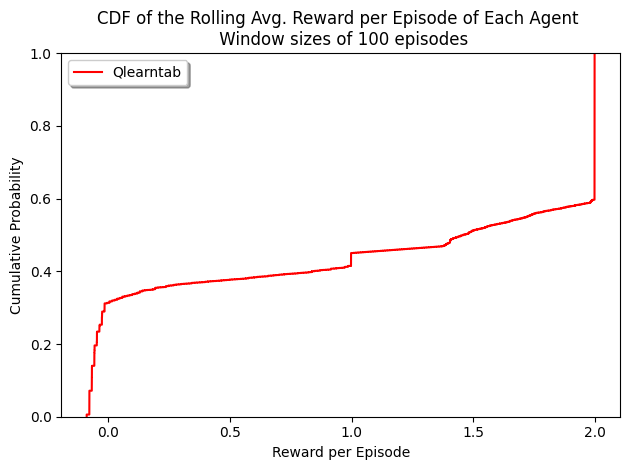 CDF of the Rolling Avg. Reward per Episode of Each Agent
Window sizes of 100 episodes
Qlearntab
1.0
0.8
0.6
0.4
0.2
0.0
Cumulative Probability
0.0 0.5 1.0 1.5 2.0
Reward per Episode